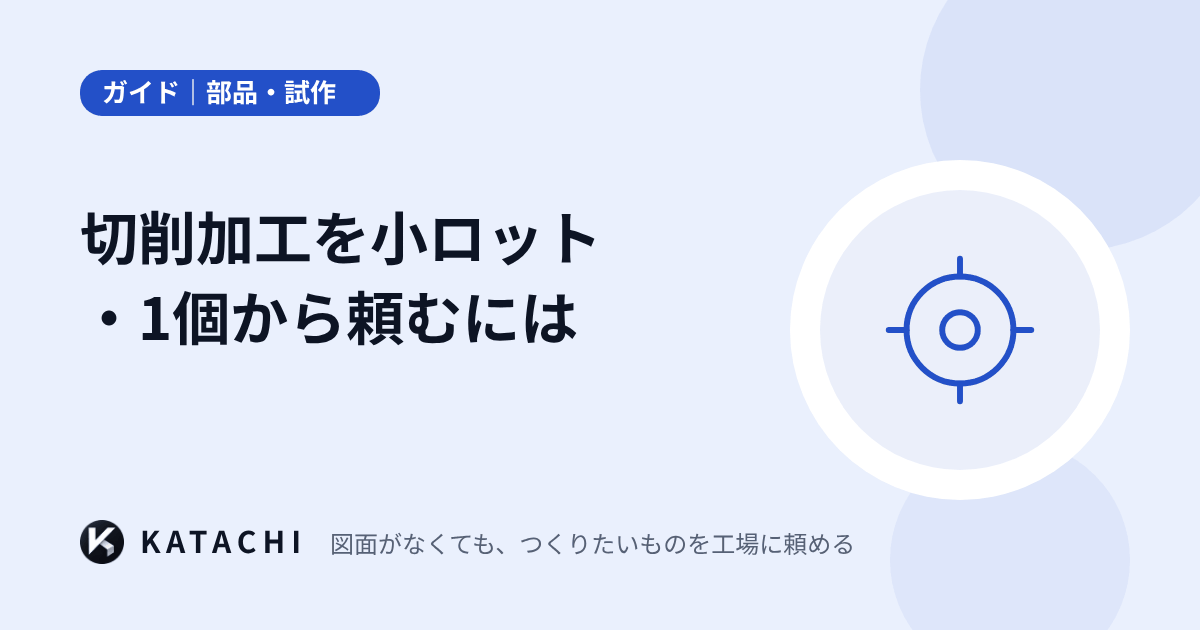 ガイド｜部品・試作
切削加工を小ロット
・1個から頼むには
KATACHI 図面がなくても、つくりたいものを工場に頼める